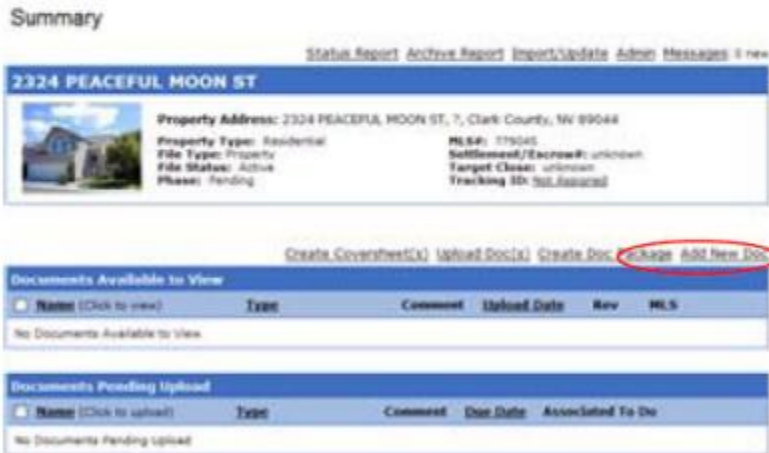 Summary
Status Report Archive Report Import/Update Admin Messages 0 new
2324 PEACEFUL MOON ST
Property Address: 2324 PEACEFUL MOON ST, ?, Clark County, NV 89044
Property Type: Residential MLS#: 779045
File Type: Property Settlement/Escrow#: unknown
File Status: Active Target Close: unknown
Phase: Pending Tracking ID: Not Assigned
Create Coversheet(s) Upload Doc(s) Create Doc Package Add New Doc
Documents Available to View
Name (Click to view) Type Comment Upload Date Rev MLS
No Documents Available to View
Documents Pending Upload
Name (Click to upload) Type Comment Due Date Associated To Do
No Documents Pending Upload